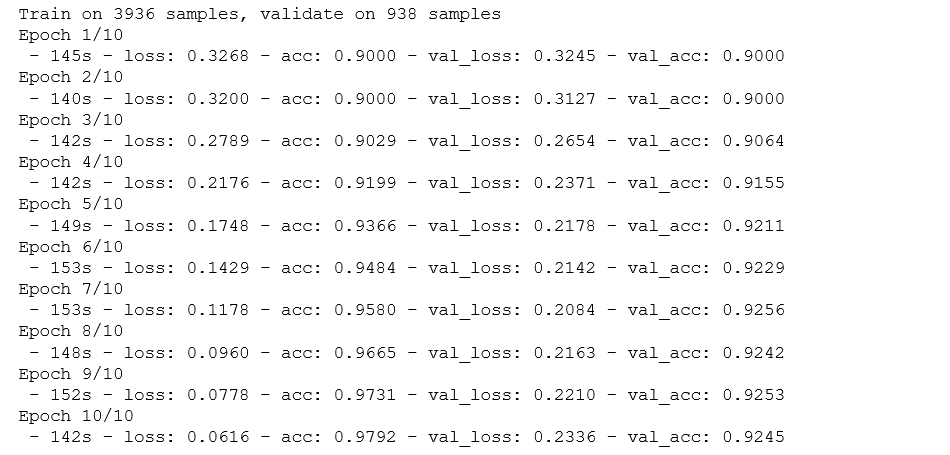 Train on 3936 samples, validate on 938 samples
Epoch 1/10
 - 145s - loss: 0.3268 - acc: 0.9000 - val_loss: 0.3245 - val_acc: 0.9000
Epoch 2/10
 - 140s - loss: 0.3200 - acc: 0.9000 - val_loss: 0.3127 - val_acc: 0.9000
Epoch 3/10
 - 142s - loss: 0.2789 - acc: 0.9029 - val_loss: 0.2654 - val_acc: 0.9064
Epoch 4/10
 - 142s - loss: 0.2176 - acc: 0.9199 - val_loss: 0.2371 - val_acc: 0.9155
Epoch 5/10
 - 149s - loss: 0.1748 - acc: 0.9366 - val_loss: 0.2178 - val_acc: 0.9211
Epoch 6/10
 - 153s - loss: 0.1429 - acc: 0.9484 - val_loss: 0.2142 - val_acc: 0.9229
Epoch 7/10
 - 153s - loss: 0.1178 - acc: 0.9580 - val_loss: 0.2084 - val_acc: 0.9256
Epoch 8/10
 - 148s - loss: 0.0960 - acc: 0.9665 - val_loss: 0.2163 - val_acc: 0.9242
Epoch 9/10
 - 152s - loss: 0.0778 - acc: 0.9731 - val_loss: 0.2210 - val_acc: 0.9253
Epoch 10/10
 - 142s - loss: 0.0616 - acc: 0.9792 - val_loss: 0.2336 - val_acc: 0.9245